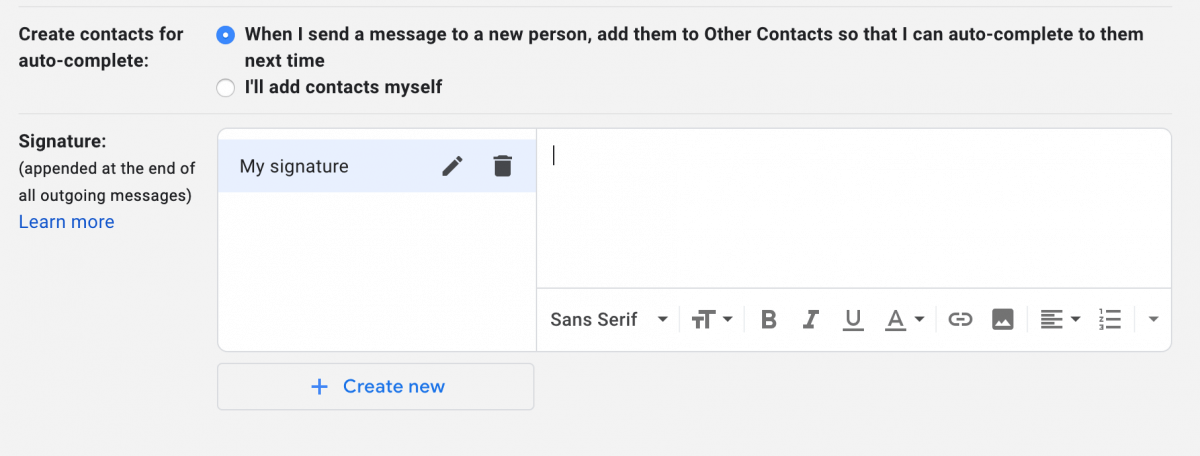 Create contacts for
auto-complete:
When I send a message to a new person, add them to Other Contacts so that I can auto-complete to them
next time
I'll add contacts myself
Signature:
(appended at the end of
all outgoing messages)
Learn more
My signature
Sans Serif
Create new